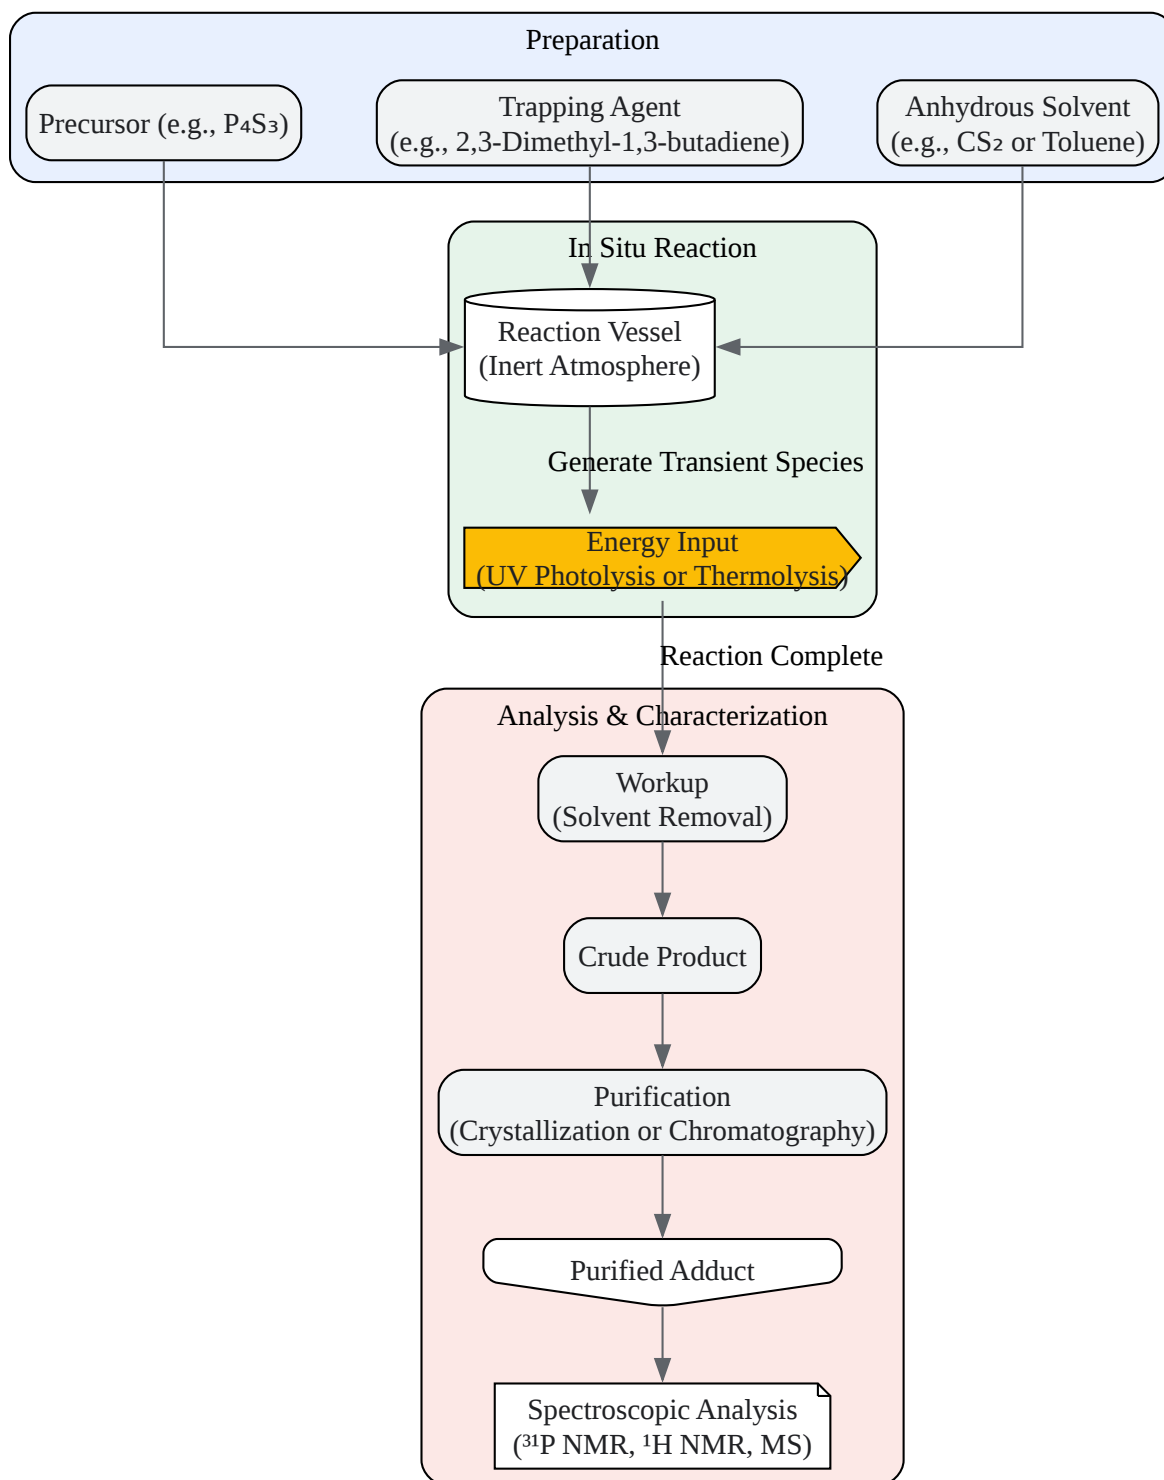 Preparation
Precursor (e.g., P₄S₃)
Trapping Agent
(e.g., 2,3-Dimethyl-1,3-butadiene)
Anhydrous Solvent
(e.g., CS₂ or Toluene)
In Situ Reaction
Reaction Vessel
(Inert Atmosphere)
Generate Transient Species
Energy Input
(UV Photolysis or Thermolysis)
Reaction Complete
Analysis & Characterization
Workup
(Solvent Removal)
Crude Product
Purification
(Crystallization or Chromatography)
Purified Adduct
Spectroscopic Analysis
(³¹P NMR, ¹H NMR, MS)